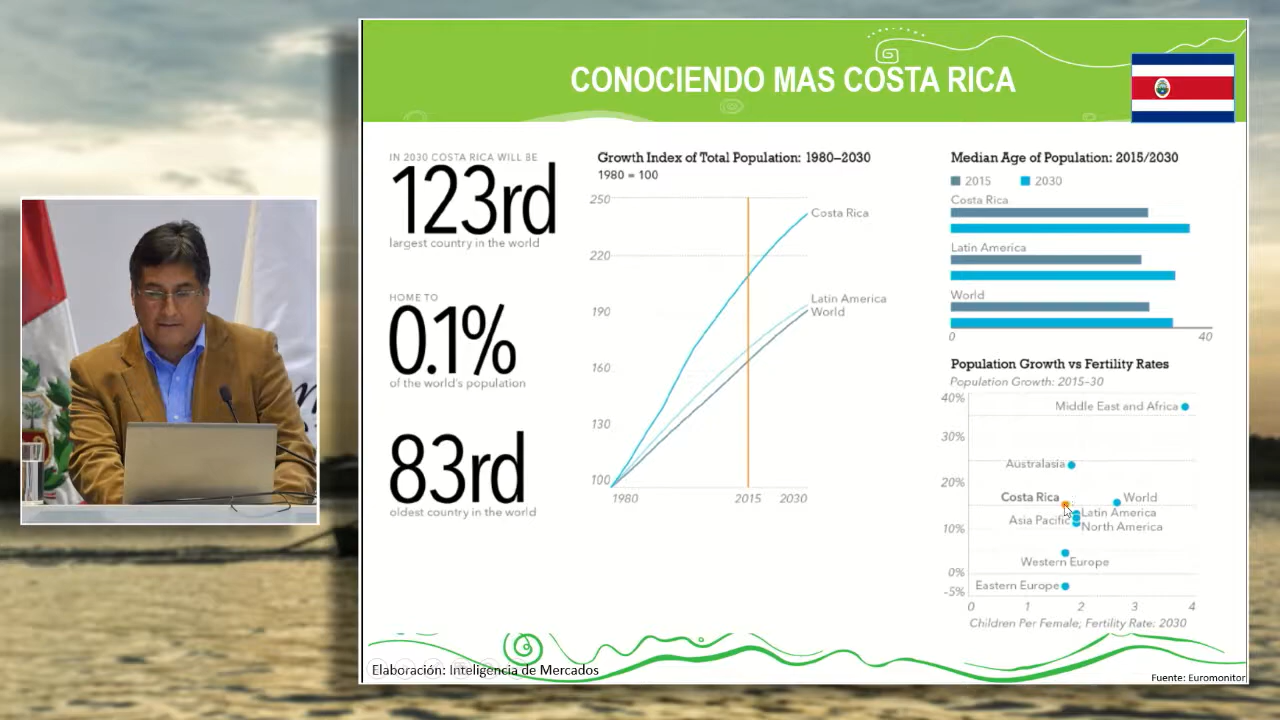 CONOCIENDO MAS COSTA RICA
IN 2030 COSTA RICA WILL BE
123rd
largest country in the world
HOME TO
0.1%
of the world's population
83rd
oldest country in the world
Growth Index of Total Population: 1980–2030
1980 = 100
250
220
190
160
130
100
Costa Rica
Latin America
World
1980
2015
2030
Median Age of Population: 2015/2030
2015
2030
Costa Rica
Latin America
World
0
40
Population Growth vs Fertility Rates
Population Growth: 2015-30
40%
30%
20%
10%
0%
-5%
Middle East and Africa
Australasia
Costa Rica
World
Latin America
Asia Pacific
North America
Western Europe
Eastern Europe
0
1
2
3
4
Children Per Female; Fertility Rate: 2030
Elaboración: Inteligencia de Mercados
Fuente: Euromonitor